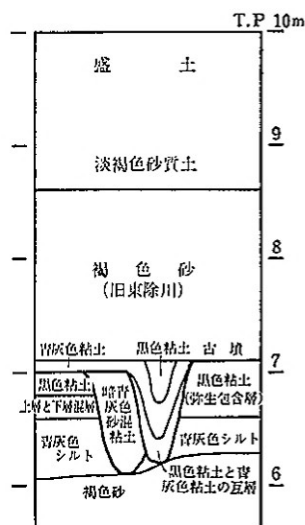 T.P 10m
盛土
9
淡褐色砂質土
8
褐色砂
(旧東除川)
青灰色粘土
黒色粘土
古墳
7
黒色粘土
上層と下層混層
暗青灰色砂混粘土
黒色粘土
(弥生包含層)
青灰色
シルト
青灰色シルト
黒色粘土と青
灰色粘土の互層
褐色砂
6